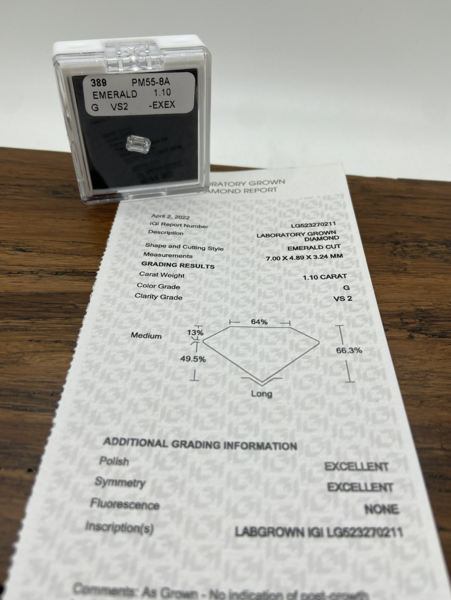 389 PM55-8A
EMERALD 1.10
G VS2 -EXEX
ORATORY GROWN
AMOND REPORT
April 2, 2022
IGI Report Number LG523270211
Description LABORATORY GROWN
DIAMOND
Shape and Cutting Style EMERALD CUT
Measurements 7.00 X 4.89 X 3.24 MM
GRADING RESULTS
Carat Weight 1.10 CARAT
Color Grade G
Clarity Grade VS 2
64%
Medium 13%
66.3%
49.5%
Long
ADDITIONAL GRADING INFORMATION
Polish EXCELLENT
Symmetry EXCELLENT
Fluorescence NONE
Inscription(s) LABGROWN IGI LG523270211
Comments: As Grown - No indication of post-growth